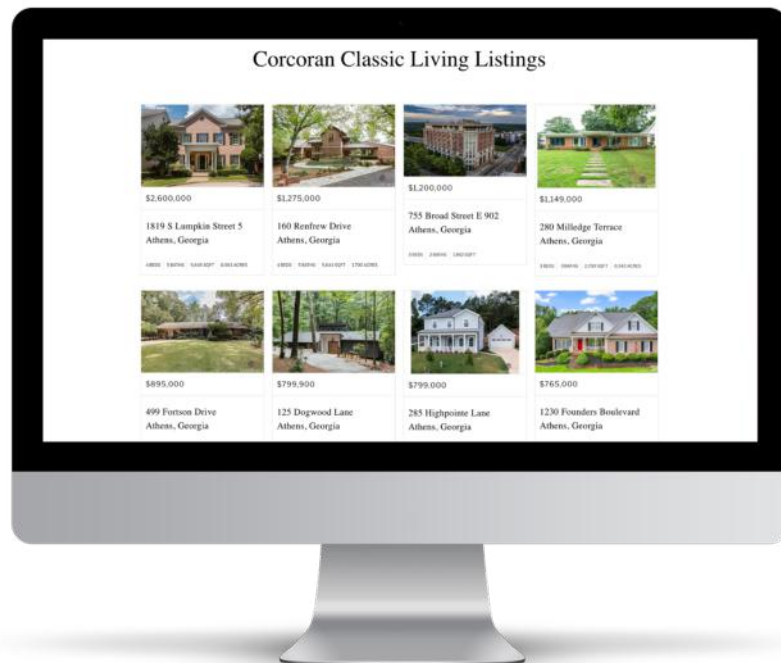 Corcoran Classic Living Listings
$2,600,000
1819 S Lumpkin Street 5
Athens, Georgia
$1,275,000
160 Renfrew Drive
Athens, Georgia
$1,200,000
755 Broad Street E 902
Athens, Georgia
$1,149,000
280 Milledge Terrace
Athens, Georgia
$895,000
499 Fortson Drive
Athens, Georgia
$799,900
125 Dogwood Lane
Athens, Georgia
$799,000
285 Highpointe Lane
Athens, Georgia
$765,000
1230 Founders Boulevard
Athens, Georgia